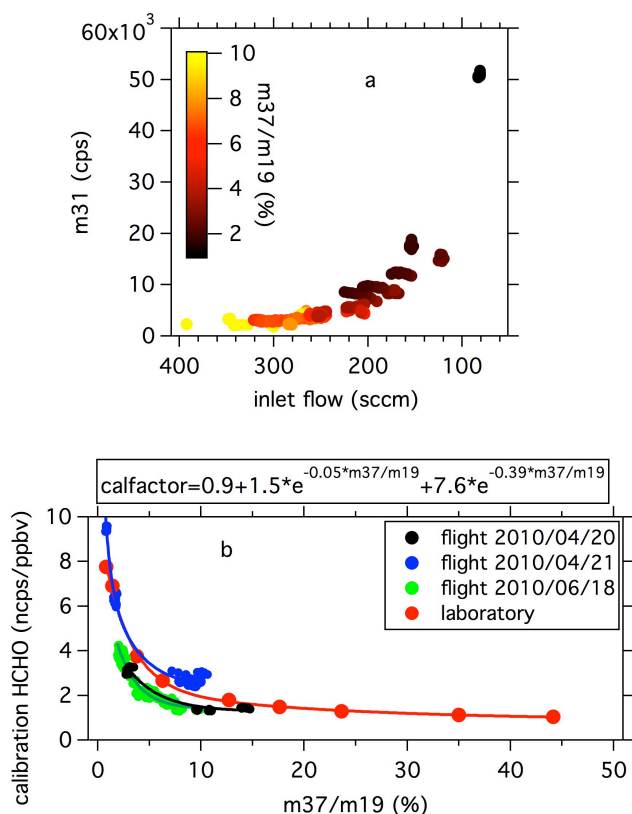 60x10³
50
40
30
20
10
0
m31 (cps)
10
8
6
4
2
m37/m19 (%)
a
400
300
200
100
inlet flow (sccm)
calfactor=0.9+1.5*e^-0.05*m37/m19+7.6*e^-0.39*m37/m19
10
8
6
4
2
0
calibration HCHO (ncps/ppbv)
b
flight 2010/04/20
flight 2010/04/21
flight 2010/06/18
laboratory
0
10
20
30
40
50
m37/m19 (%)